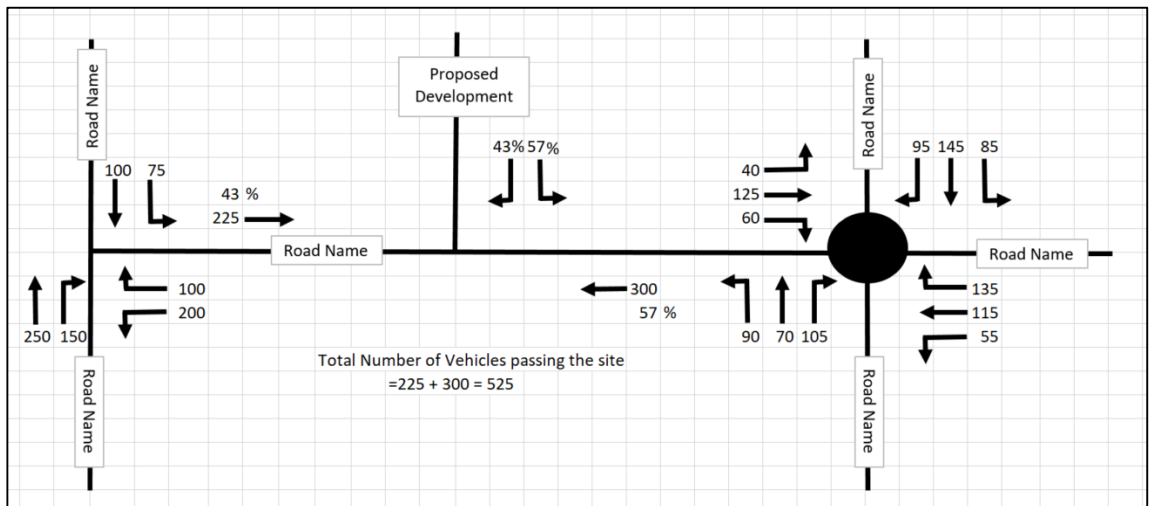 Road Name
Proposed
Development
Road Name
43% 57%
95 145 85
100 75
40
43 %
125
225
60
Road Name
Road Name
100
300
135
200
57 %
115
250 150
90 70 105
55
Total Number of Vehicles passing the site
=225 + 300 = 525
Road Name
Road Name